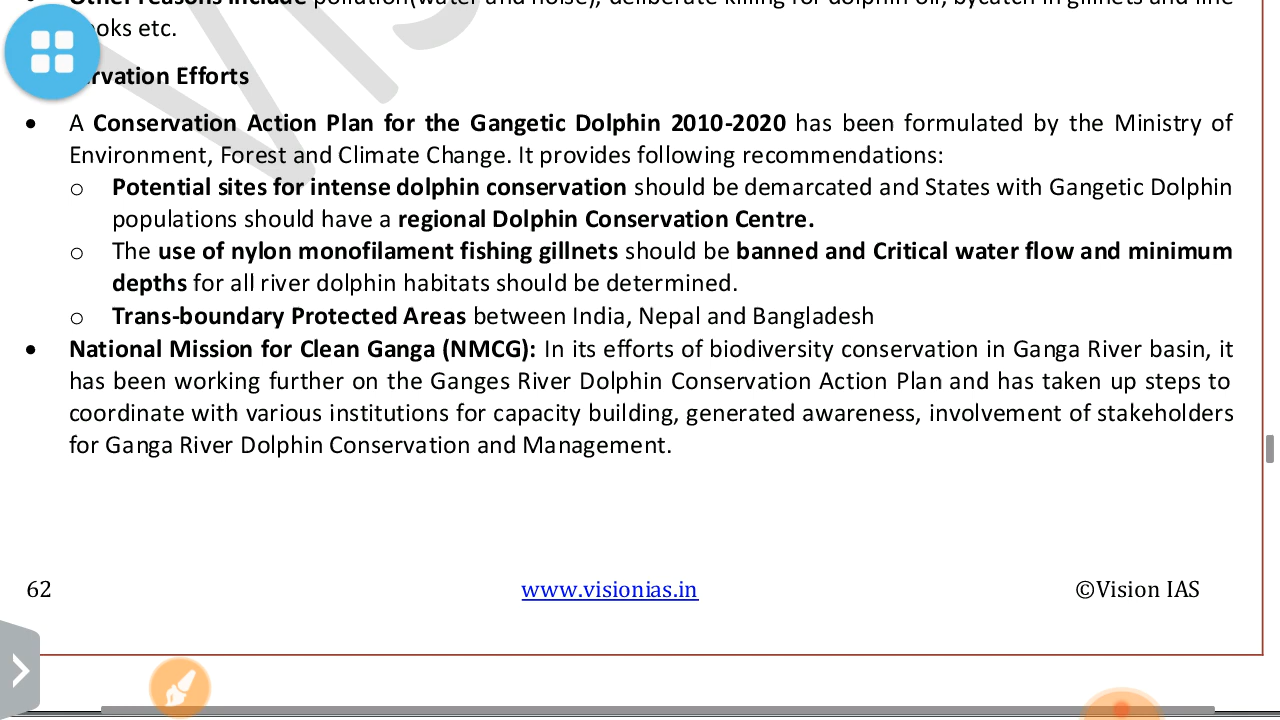 Other reasons include pollution(water and noise), deliberate killing for dolphin oil, bycatch in gillnets and line
ooks etc.
rvation Efforts
• A Conservation Action Plan for the Gangetic Dolphin 2010-2020 has been formulated by the Ministry of
Environment, Forest and Climate Change. It provides following recommendations:
o Potential sites for intense dolphin conservation should be demarcated and States with Gangetic Dolphin
populations should have a regional Dolphin Conservation Centre.
o The use of nylon monofilament fishing gillnets should be banned and Critical water flow and minimum
depths for all river dolphin habitats should be determined.
o Trans-boundary Protected Areas between India, Nepal and Bangladesh
• National Mission for Clean Ganga (NMCG): In its efforts of biodiversity conservation in Ganga River basin, it
has been working further on the Ganges River Dolphin Conservation Action Plan and has taken up steps to
coordinate with various institutions for capacity building, generated awareness, involvement of stakeholders
for Ganga River Dolphin Conservation and Management.
62 www.visionias.in ©Vision IAS